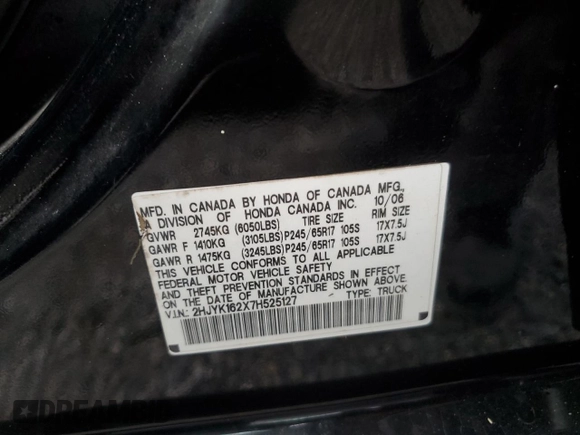 MFD. IN CANADA BY HONDA OF CANADA MFG.,
A DIVISION OF HONDA CANADA INC. 10/06
GVWR 2745KG (6050LBS) TIRE SIZE RIM SIZE
GAWR F 1410KG (3105LBS) P245/65R17 105S 17X7.5J
GAWR R 1475KG (3245LBS) P245/65R17 105S 17X7.5J
THIS VEHICLE CONFORMS TO ALL APPLICABLE
FEDERAL MOTOR VEHICLE SAFETY
AND THEFT PREVENTION STANDARDS IN EFFECT
ON THE DATE OF MANUFACTURE SHOWN ABOVE.
V.I.N.: 2HJYK162X7H525127 TYPE: TRUCK
DREAMBID